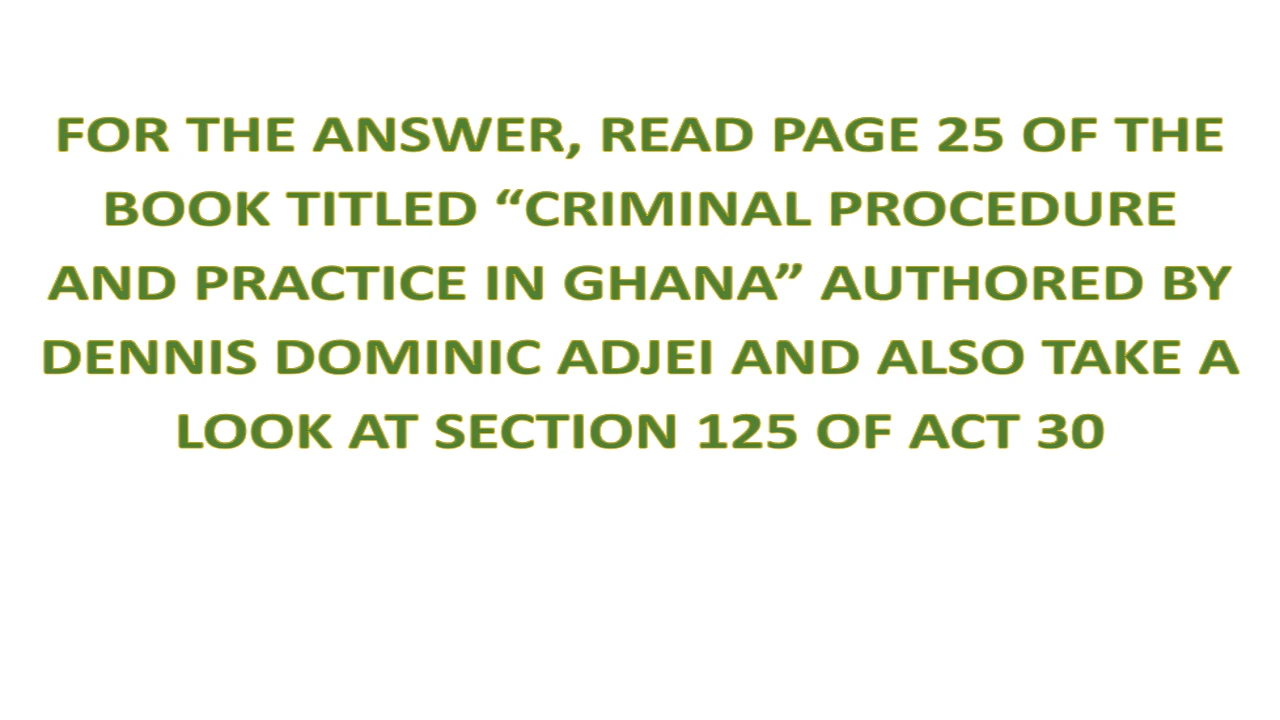 FOR THE ANSWER, READ PAGE 25 OF THE
BOOK TITLED “CRIMINAL PROCEDURE
AND PRACTICE IN GHANA” AUTHORED BY
DENNIS DOMINIC ADJEI AND ALSO TAKE A
LOOK AT SECTION 125 OF ACT 30